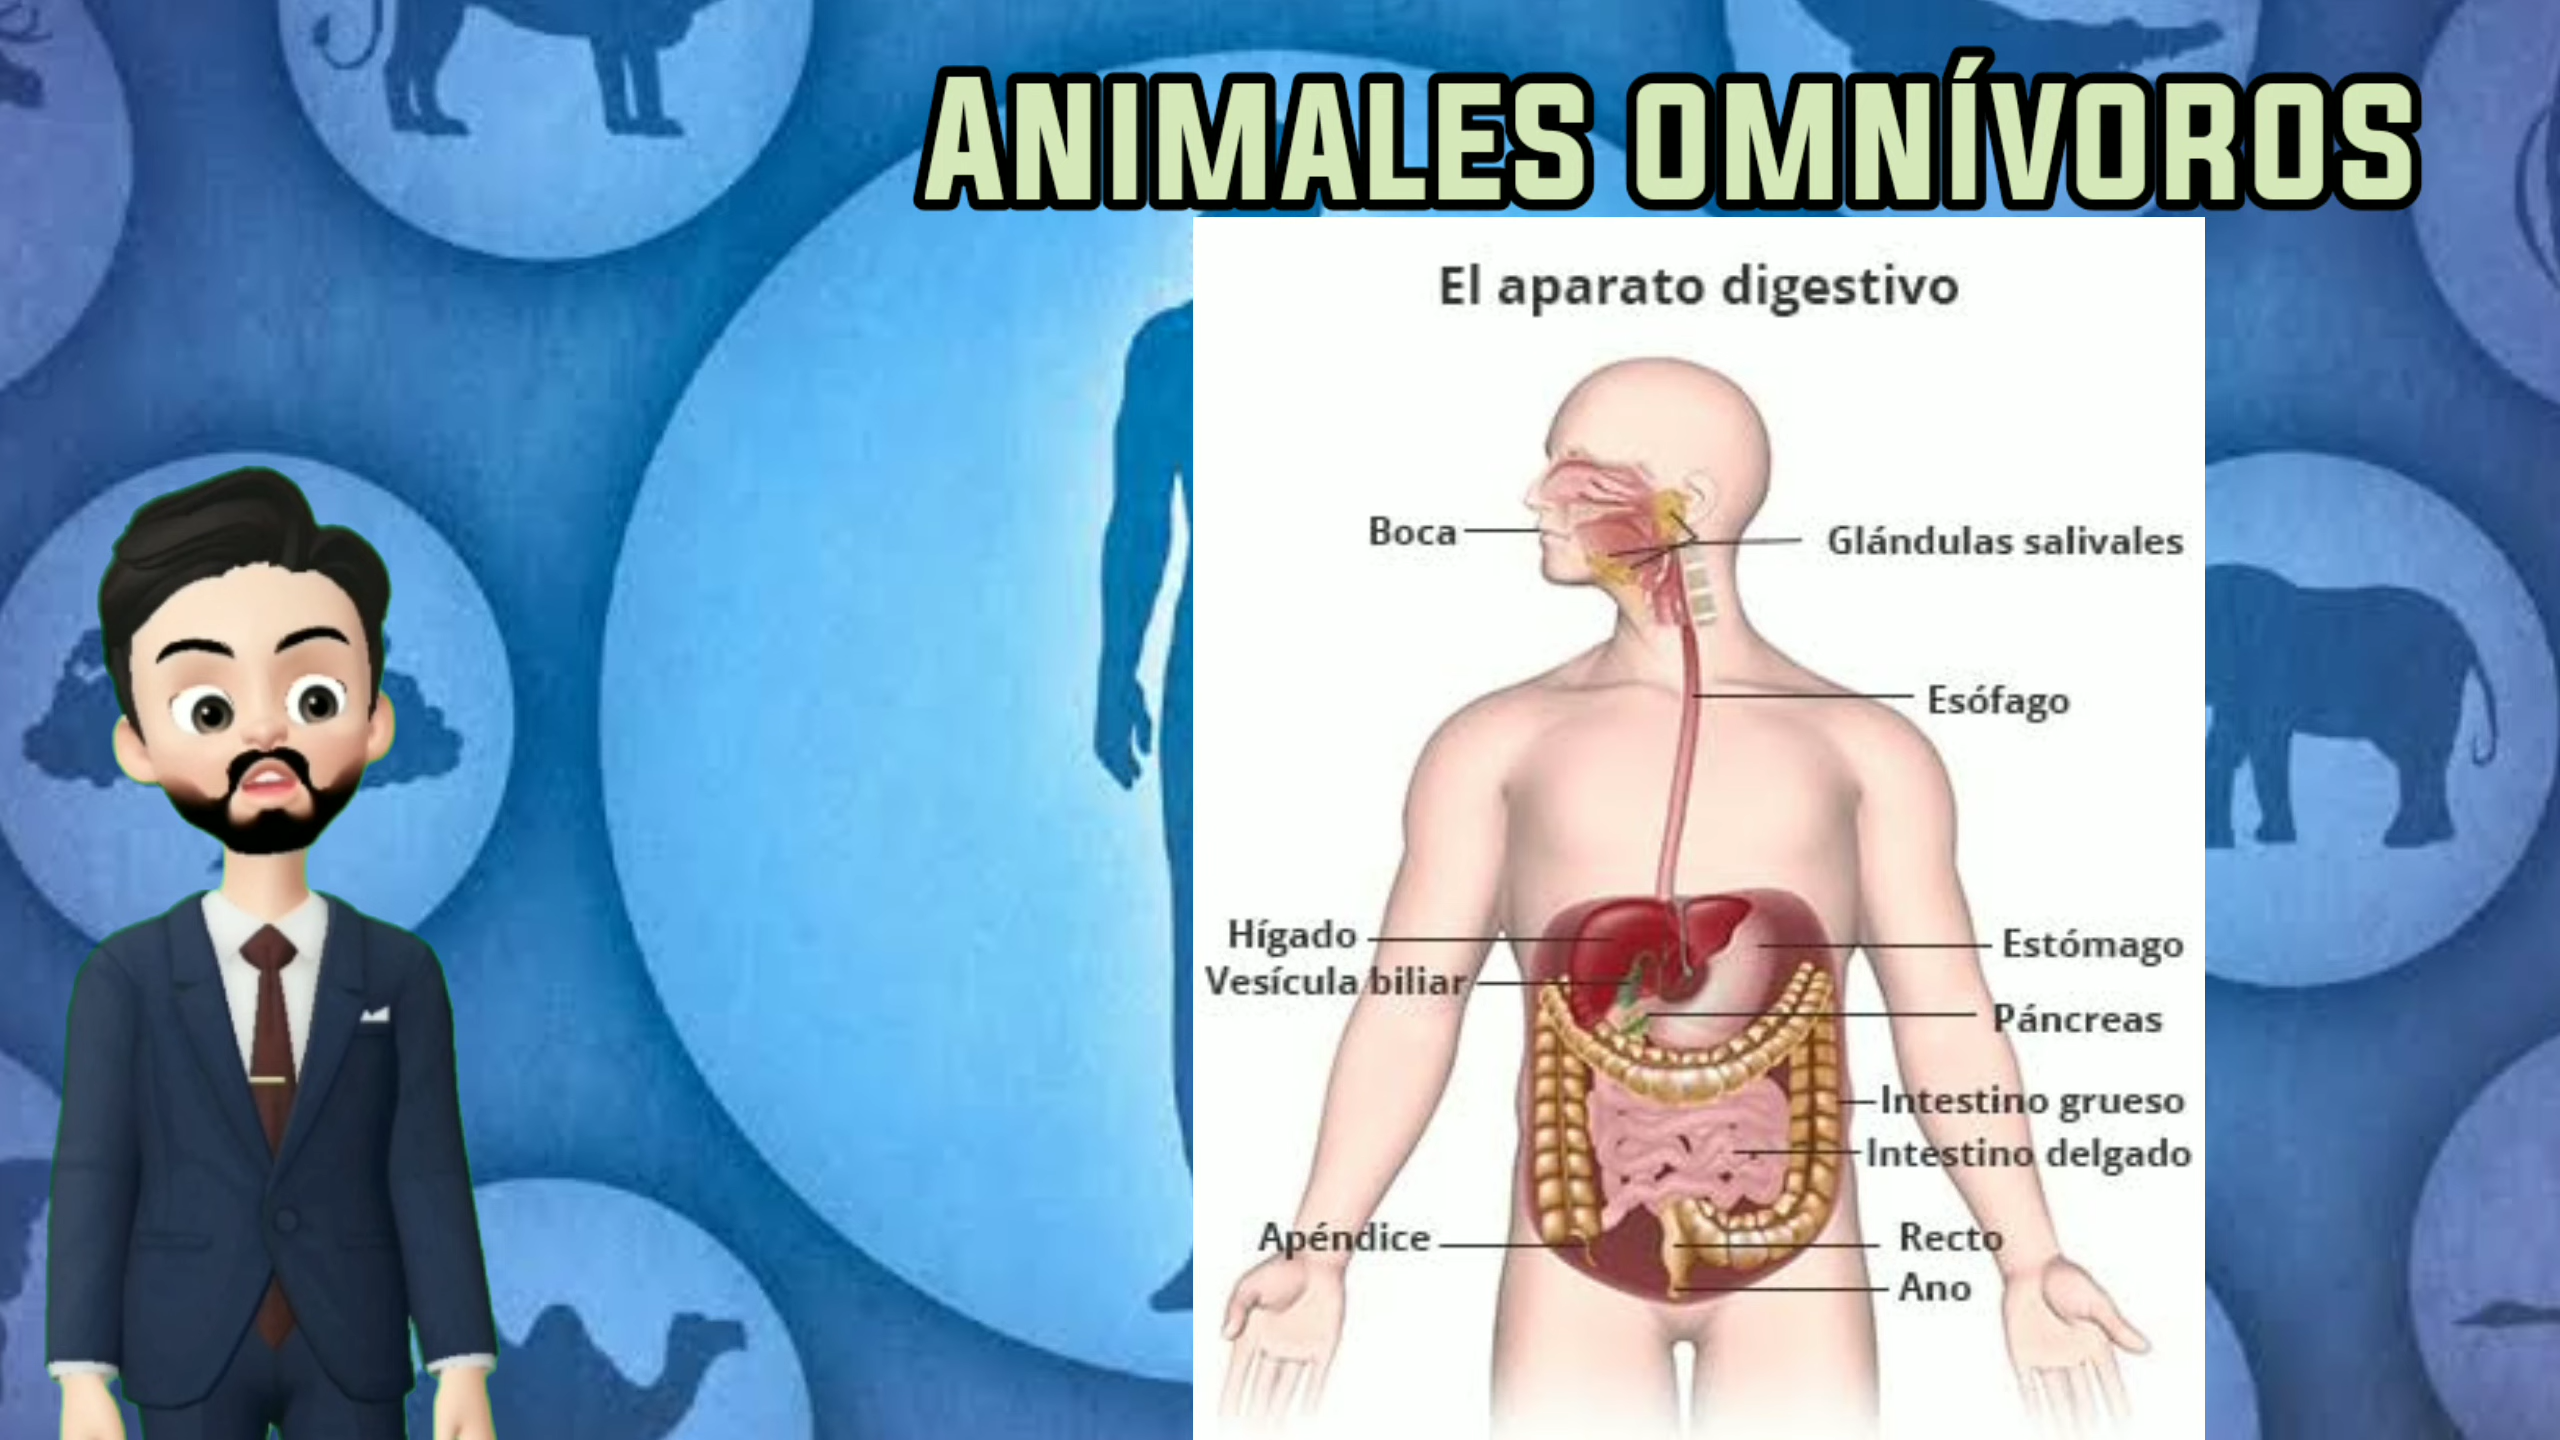 ANIMALES OMNÍVOROS
El aparato digestivo
Boca
Glándulas salivales
Esófago
Hígado
Estómago
Vesícula biliar
Páncreas
Intestino grueso
Intestino delgado
Apéndice
Recto
Ano